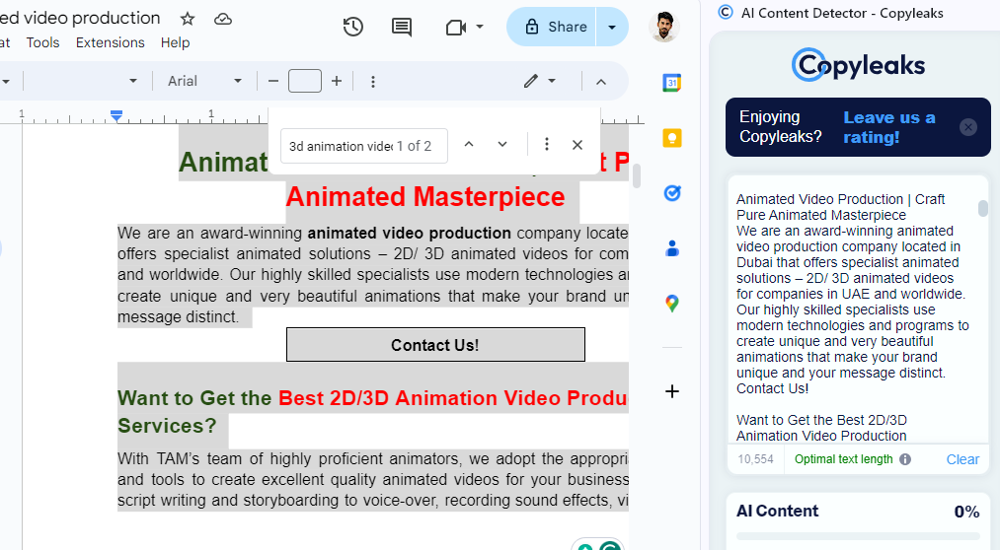 ed video production
at Tools Extensions Help
Share
Arial
1
1
31
3d animation video 1 of 2
Animat
t P
Animated Masterpiece
We are an award-winning animated video production company locate
offers specialist animated solutions – 2D/ 3D animated videos for com
and worldwide. Our highly skilled specialists use modern technologies a
create unique and very beautiful animations that make your brand un
message distinct.
Contact Us!
Want to Get the Best 2D/3D Animation Video Produ
Services?
With TAM’s team of highly proficient animators, we adopt the appropri
and tools to create excellent quality animated videos for your business
script writing and storyboarding to voice-over, recording sound effects, vi
AI Content Detector - Copyleaks
Copyleaks
Enjoying
Copyleaks?
Leave us a
rating!
Animated Video Production | Craft
Pure Animated Masterpiece
We are an award-winning animated
video production company located in
Dubai that offers specialist animated
solutions – 2D/ 3D animated videos
for companies in UAE and worldwide.
Our highly skilled specialists use
modern technologies and programs to
create unique and very beautiful
animations that make your brand
unique and your message distinct.
Contact Us!
Want to Get the Best 2D/3D
Animation Video Production
10,554 Optimal text length Clear
AI Content 0%